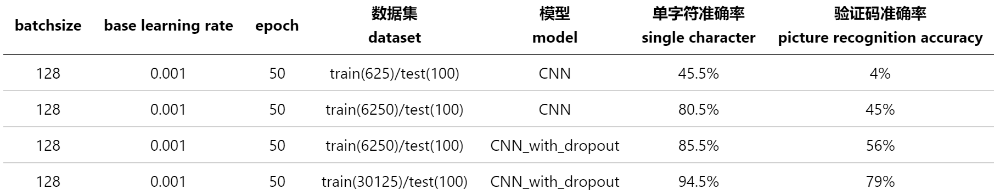 batchsize base learning rate epoch 数据集 dataset 模型 model 单字符准确率 single character 验证码准确率 picture recognition accuracy
128 0.001 50 train(625)/test(100) CNN 45.5% 4%
128 0.001 50 train(6250)/test(100) CNN 80.5% 45%
128 0.001 50 train(6250)/test(100) CNN_with_dropout 85.5% 56%
128 0.001 50 train(30125)/test(100) CNN_with_dropout 94.5% 79%